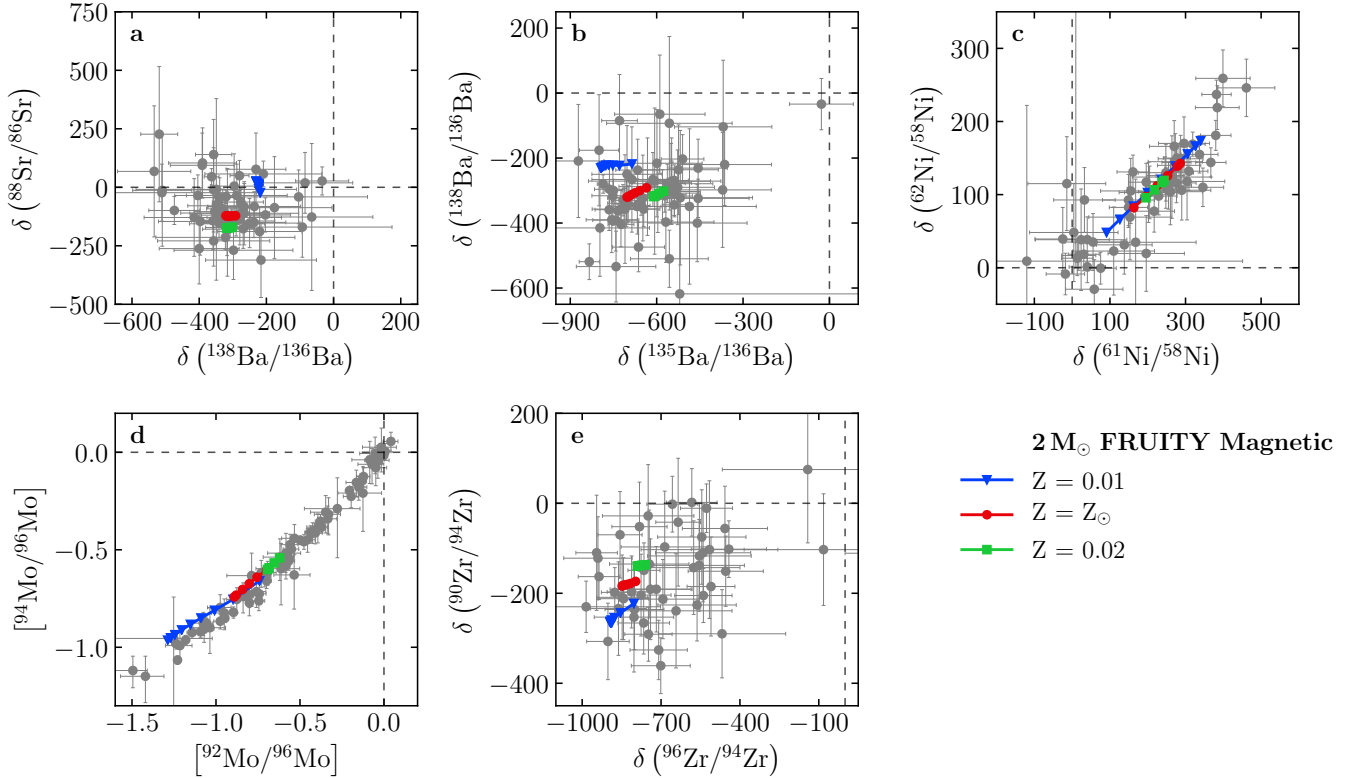 a
750
500
250
0
−250
−500
δ (⁸⁸Sr/⁸⁶Sr)
−600 −400 −200 0 200
δ (¹³⁸Ba/¹³⁶Ba)
b
200
0
−200
−400
−600
δ (¹³⁸Ba/¹³⁶Ba)
−900 −600 −300 0
δ (¹³⁵Ba/¹³⁶Ba)
c
300
200
100
0
δ (⁶²Ni/⁵⁸Ni)
−100 100 300 500
δ (⁶¹Ni/⁵⁸Ni)
d
0.0
−0.5
−1.0
[⁹⁴Mo/⁹⁶Mo]
−1.5 −1.0 −0.5 0.0
[⁹²Mo/⁹⁶Mo]
e
200
0
−200
−400
δ (⁹⁰Zr/⁹⁴Zr)
−1000 −700 −400 −100
δ (⁹⁶Zr/⁹⁴Zr)
2 M☉ FRUITY Magnetic
Z = 0.01
Z = Z☉
Z = 0.02